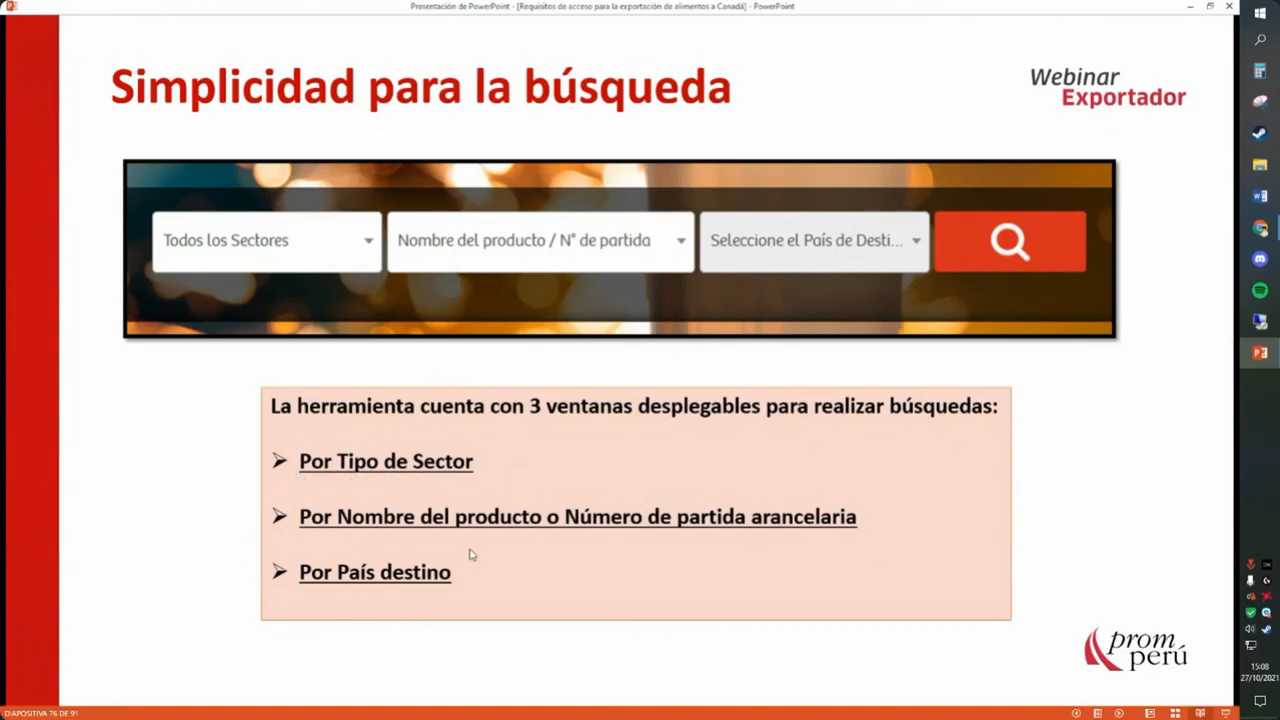 Presentación de PowerPoint - [Requisitos de acceso para la exportación de alimentos a Canadá] - PowerPoint
Simplicidad para la búsqueda
Webinar
Exportador
Todos los Sectores
Nombre del producto / N° de partida
Seleccione el País de Desti...
La herramienta cuenta con 3 ventanas desplegables para realizar búsquedas:
Por Tipo de Sector
Por Nombre del producto o Número de partida arancelaria
Por País destino
prom
perú
15:08
27/10/2021
DIAPOSITIVA 76 DE 91